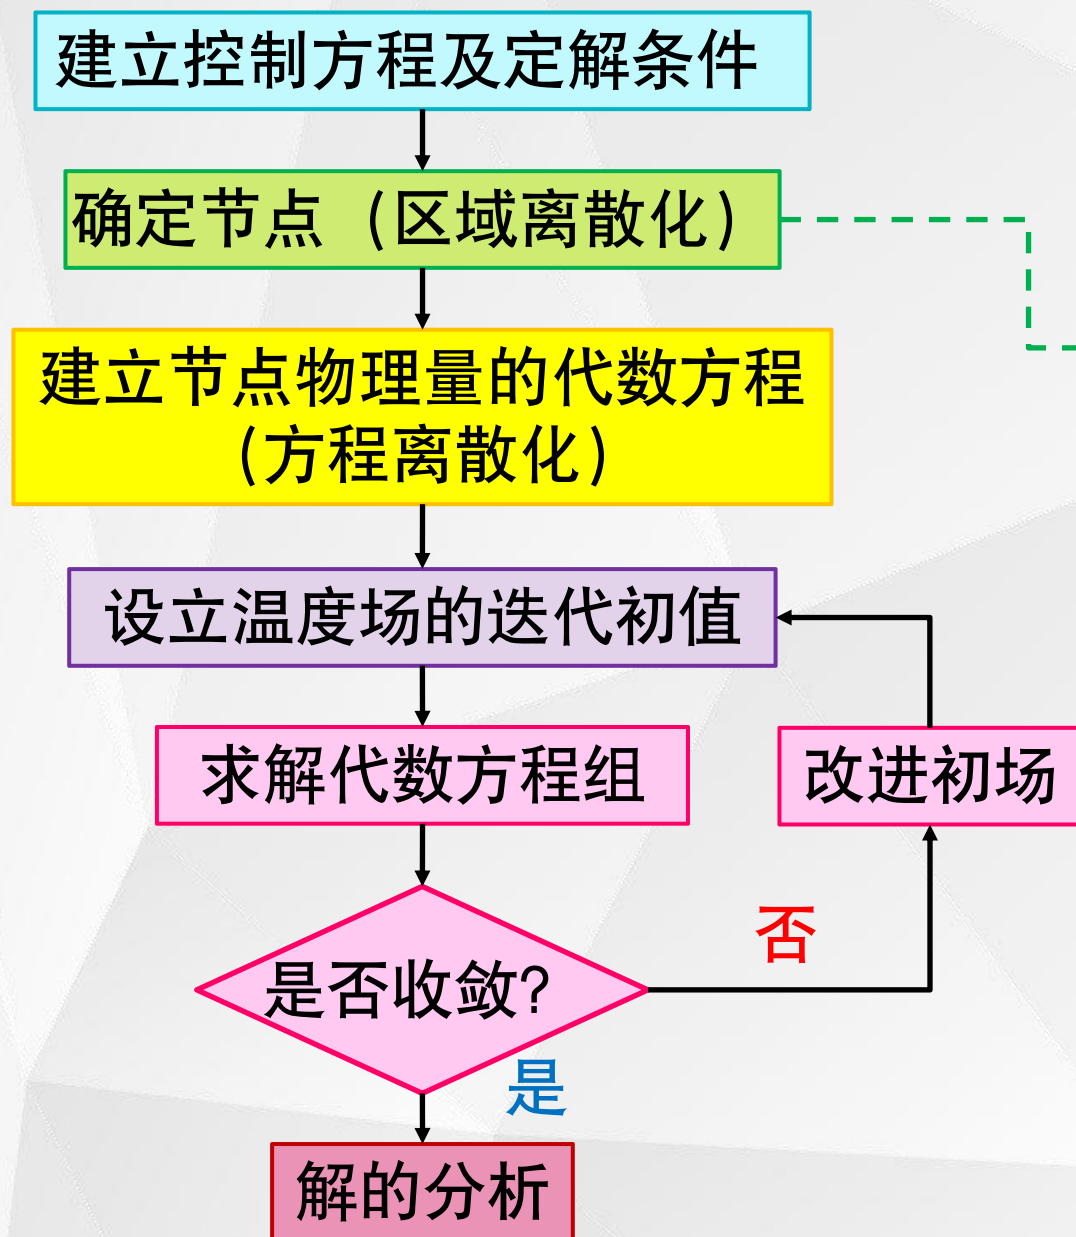 建立控制方程及定解条件
确定节点（区域离散化）
建立节点物理量的代数方程
（方程离散化）
设立温度场的迭代初值
求解代数方程组
改进初场
否
是否收敛？
是
解的分析